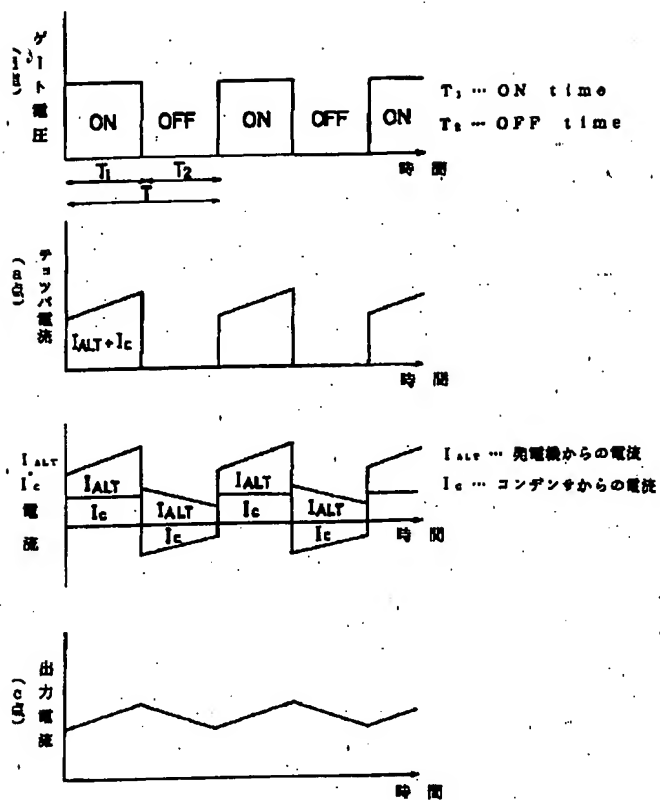 ゲート電圧
ON
OFF
ON
OFF
ON
T₁ … ON time
T₂ … OFF time
時間
T₁
T₂
T
チョッパ電流
(a点)
IALT+Ic
時間
IALT
Ic
電流
IALT
Ic
IALT
Ic
IALT
Ic
IALT
Ic
IALT … 発電機からの電流
Ic … コンデンサからの電流
時間
出力電流
(c点)
時間